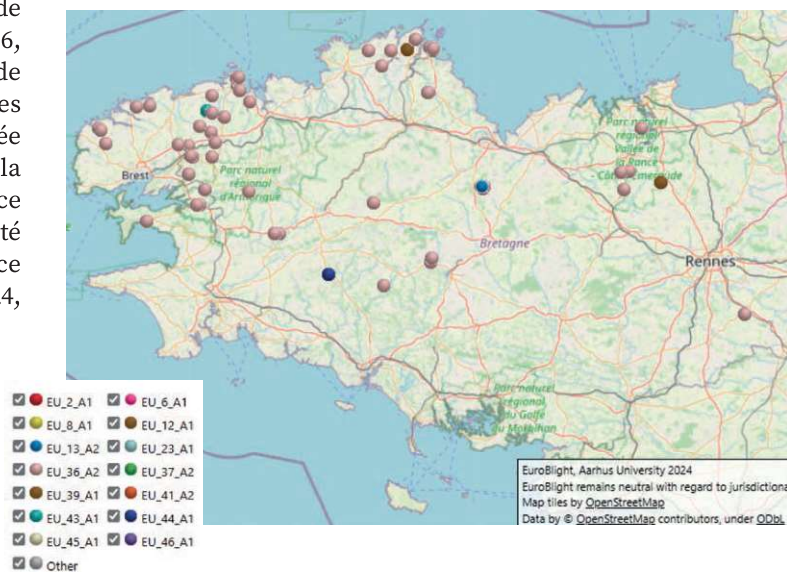 de
6,
de
es
ée
la
ce
té
ce
4,
Brest
Parc naturel
régional
d'Armorique
Parc naturel
régional
Vallée de
la Rance
- Côte d'Emeraude
Bretagne
Rennes
Parc naturel
régional
du Golfe
du Morbihan
EU_2_A1 EU_6_A1
EU_8_A1 EU_12_A1
EU_13_A2 EU_23_A1
EU_36_A2 EU_37_A2
EU_39_A1 EU_41_A2
EU_43_A1 EU_44_A1
EU_45_A1 EU_46_A1
Other
EuroBlight, Aarhus University 2024
EuroBlight remains neutral with regard to jurisdictiona
Map tiles by OpenStreetMap
Data by © OpenStreetMap contributors, under ODbL